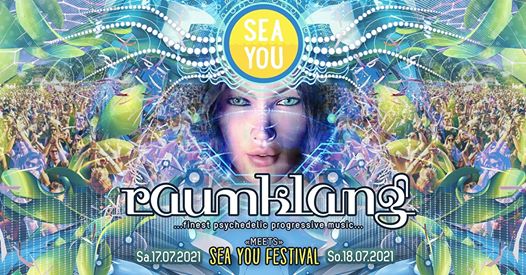 SEA
YOU
raumklang
...finest psychedelic progressive music...
«MEETS»
Sa.17.07.2021 SEA YOU FESTIVAL So.18.07.2021